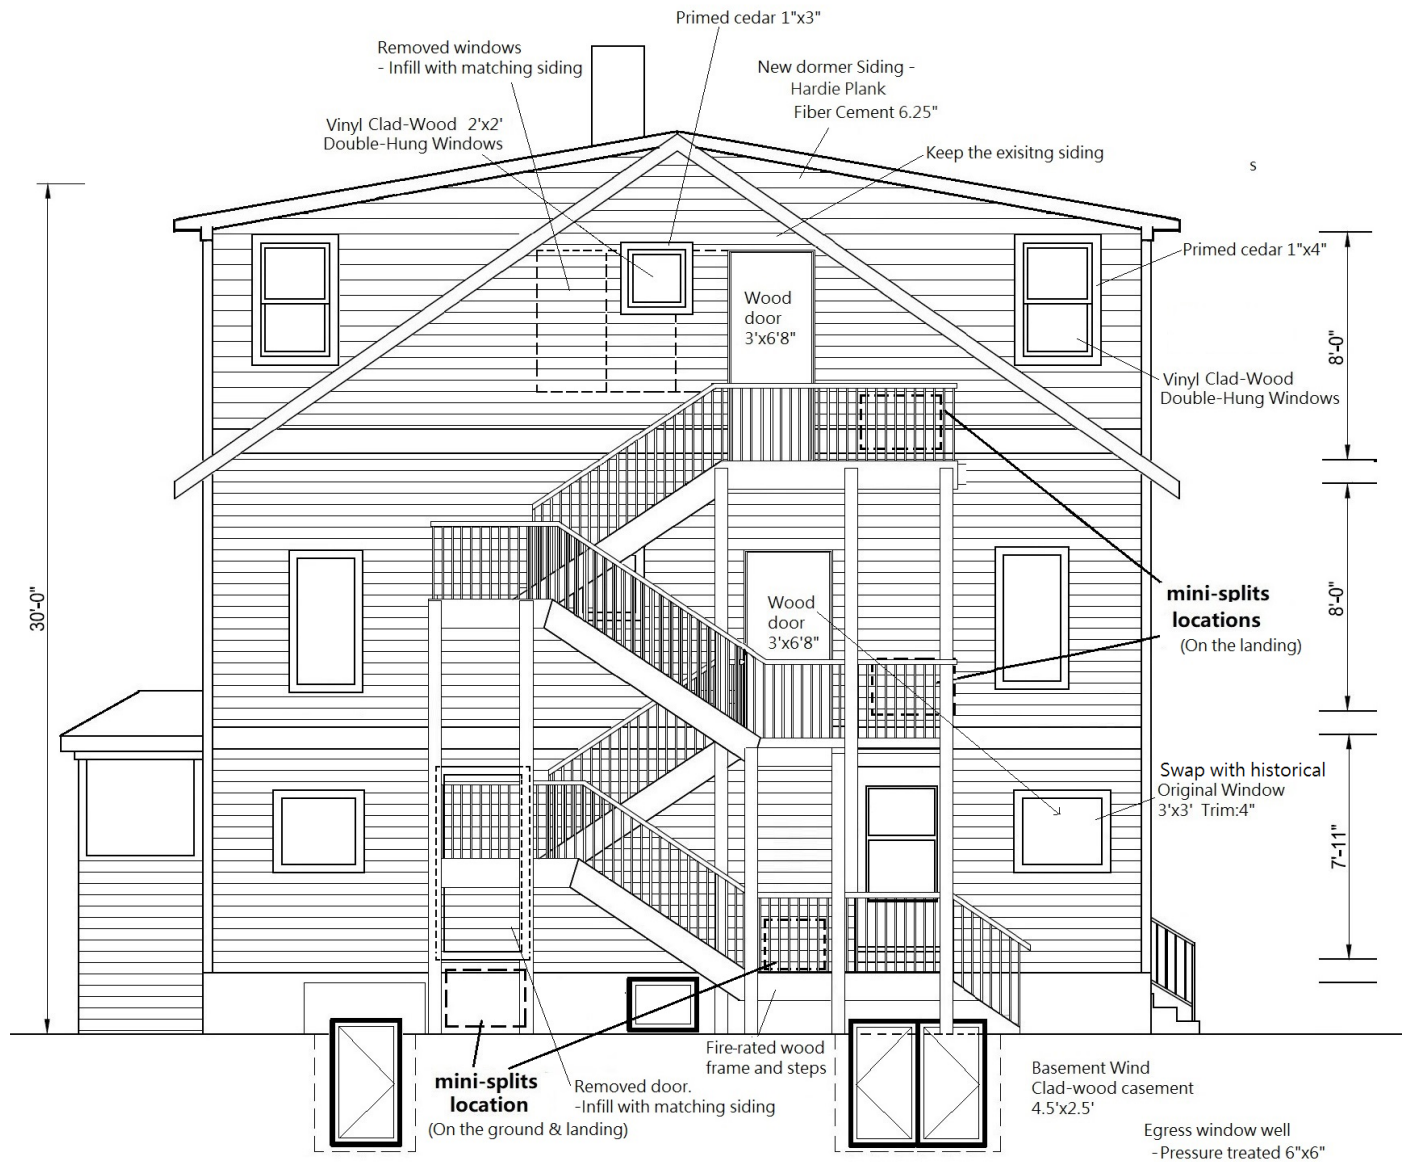 Primed cedar 1"x3"
Removed windows
- Infill with matching siding
New dormer Siding -
Hardie Plank
Fiber Cement 6.25"
Vinyl Clad-Wood 2'x2'
Double-Hung Windows
Keep the exisitng siding
s
Primed cedar 1"x4"
Wood
door
3'x6'8"
8'-0"
Vinyl Clad-Wood
Double-Hung Windows
30'-0"
8'-0"
mini-splits
locations
(On the landing)
Wood
door
3'x6'8"
Swap with historical
Original Window
3'x3' Trim:4"
7'-11"
Fire-rated wood
frame and steps
mini-splits
location
(On the ground & landing)
Removed door.
-Infill with matching siding
Basement Wind
Clad-wood casement
4.5'x2.5'
Egress window well
-Pressure treated 6"x6"